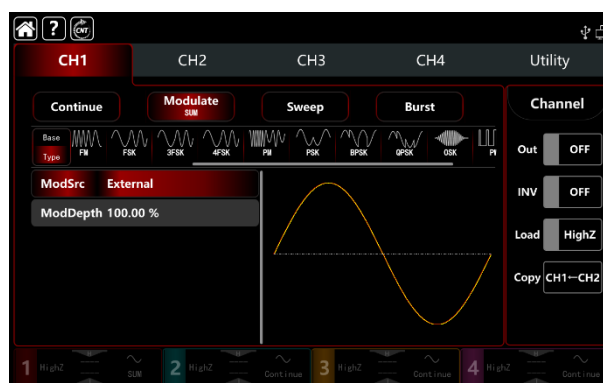 ? CNT
CH1 CH2 CH3 CH4 Utility
Continue Modulate SUM Sweep Burst Channel
Base Type FM FSK 3FSK 4FSK PM PSK BPSK QPSK OSK
Out OFF
ModSrc External
INV OFF
ModDepth 100.00 %
Load HighZ
Copy CH1←CH2
1 HighZ SUM 2 HighZ Continue 3 HighZ Continue 4 HighZ Continue